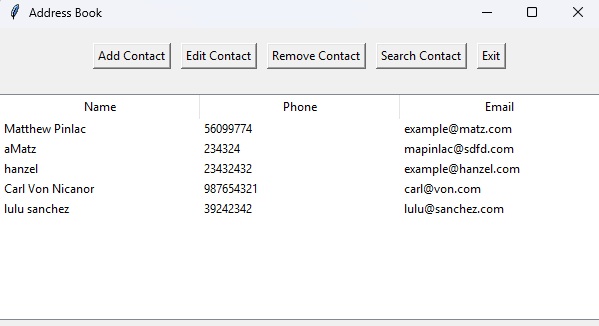 Address Book
Add Contact Edit Contact Remove Contact Search Contact Exit
Name Phone Email
Matthew Pinlac 56099774 example@matz.com
aMatz 234324 mapinlac@sdfd.com
hanzel 23432432 example@hanzel.com
Carl Von Nicanor 987654321 carl@von.com
lulu sanchez 39242342 lulu@sanchez.com